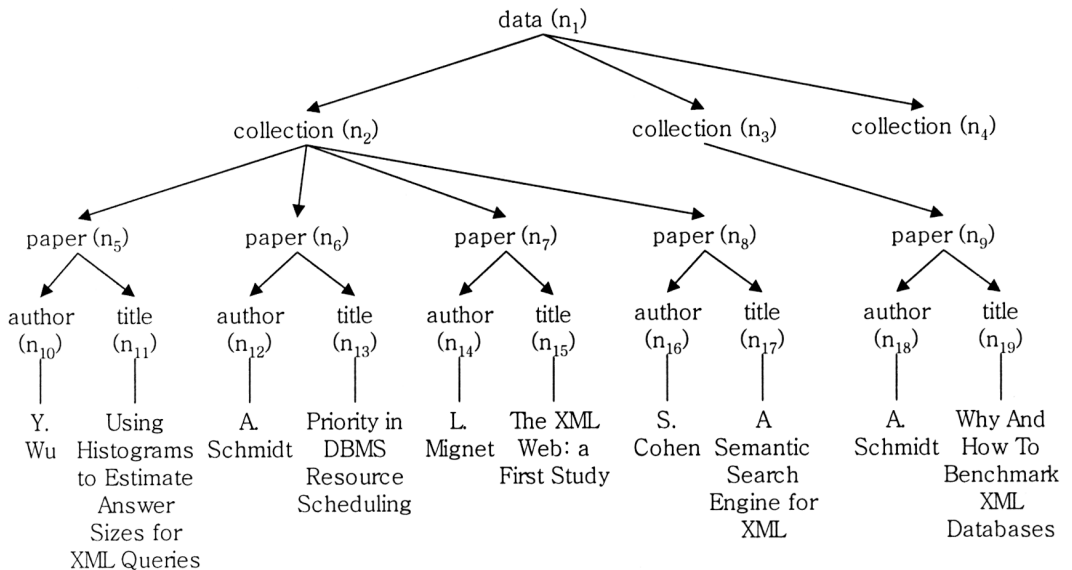 data (n1)
collection (n2)
collection (n3)
collection (n4)
paper (n5)
paper (n6)
paper (n7)
paper (n8)
paper (n9)
author
(n10)
title
(n11)
author
(n12)
title
(n13)
author
(n14)
title
(n15)
author
(n16)
title
(n17)
author
(n18)
title
(n19)
Y.
Wu
Using
Histograms
to Estimate
Answer
Sizes for
XML Queries
A.
Schmidt
Priority in
DBMS
Resource
Scheduling
L.
Mignet
The XML
Web: a
First Study
S.
Cohen
A
Semantic
Search
Engine for
XML
A.
Schmidt
Why And
How To
Benchmark
XML
Databases